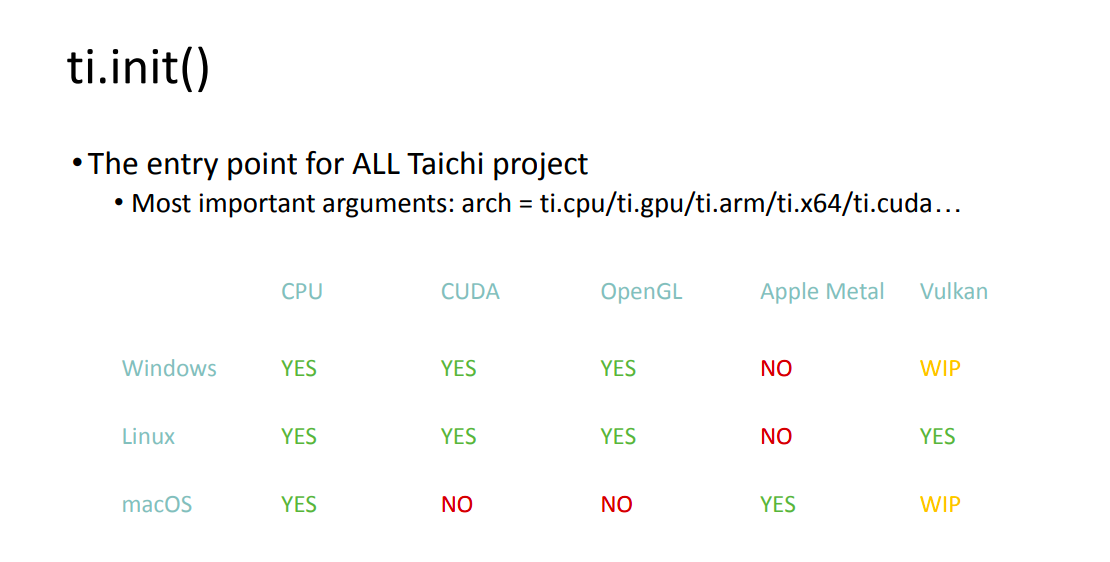 ti.init()
• The entry point for ALL Taichi project
• Most important arguments: arch = ti.cpu/ti.gpu/ti.arm/ti.x64/ti.cuda…
CPU CUDA OpenGL Apple Metal Vulkan
Windows YES YES YES NO WIP
Linux YES YES YES NO YES
macOS YES NO NO YES WIP